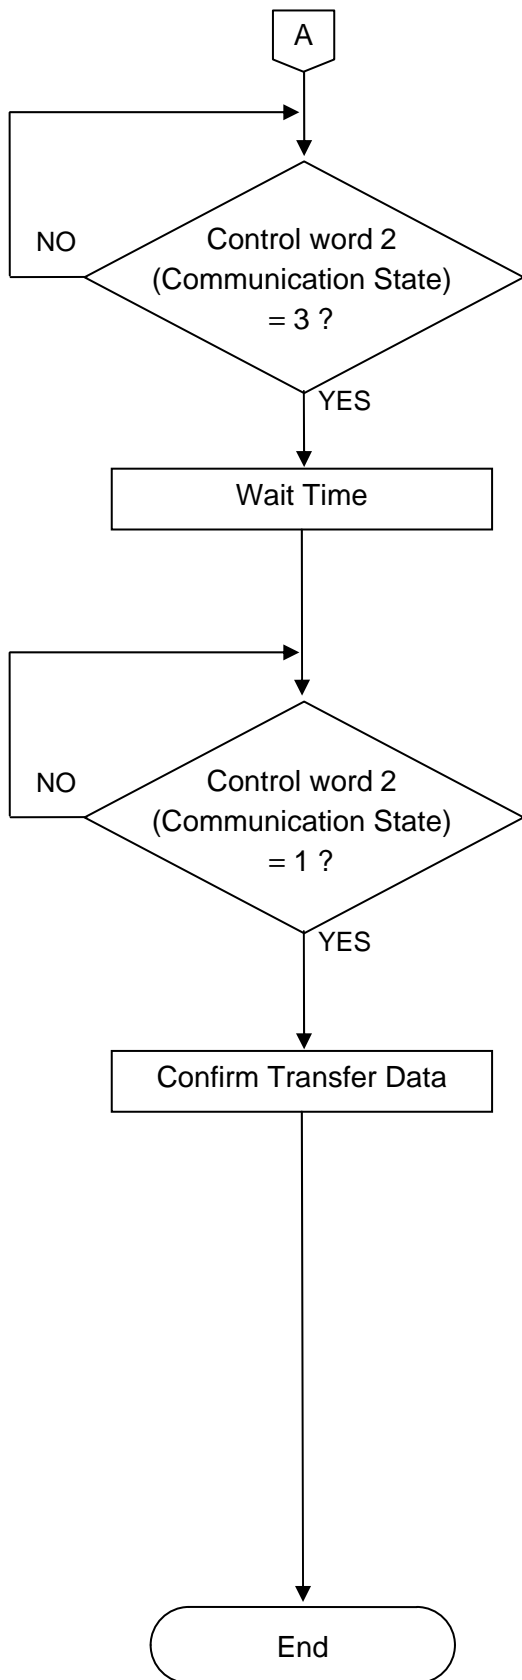 A
NO
Control word 2
(Communication State)
= 3 ?
YES
Wait Time
NO
Control word 2
(Communication State)
= 1 ?
YES
Confirm Transfer Data
End